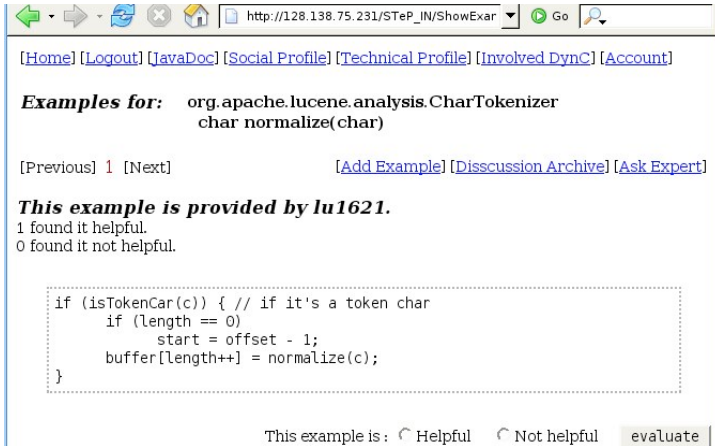 http://128.138.75.231/STeP_IN/ShowExar Go
[Home] [Logout] [JavaDoc] [Social Profile] [Technical Profile] [Involved DynC] [Account]
Examples for: org.apache.lucene.analysis.CharTokenizer
char normalize(char)
[Previous] 1 [Next] [Add Example] [Disscussion Archive] [Ask Expert]
This example is provided by lu1621.
1 found it helpful.
0 found it not helpful.
if (isTokenCar(c)) { // if it's a token char
if (length == 0)
start = offset - 1;
buffer[length++] = normalize(c);
}
This example is : Helpful Not helpful evaluate